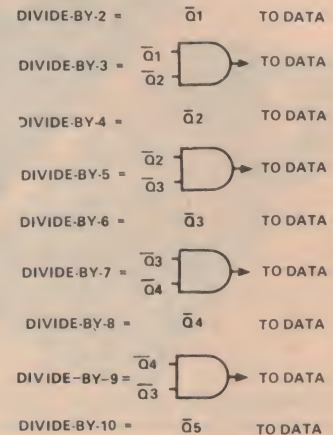 DIVIDE-BY-2 = Q̅1 TO DATA
DIVIDE-BY-3 = Q̅1 Q̅2 TO DATA
DIVIDE-BY-4 = Q̅2 TO DATA
DIVIDE-BY-5 = Q̅2 Q̅3 TO DATA
DIVIDE-BY-6 = Q̅3 TO DATA
DIVIDE-BY-7 = Q̅3 Q̅4 TO DATA
DIVIDE-BY-8 = Q̅4 TO DATA
DIVIDE-BY-9 = Q̅4 Q̅3 TO DATA
DIVIDE-BY-10 = Q̅5 TO DATA